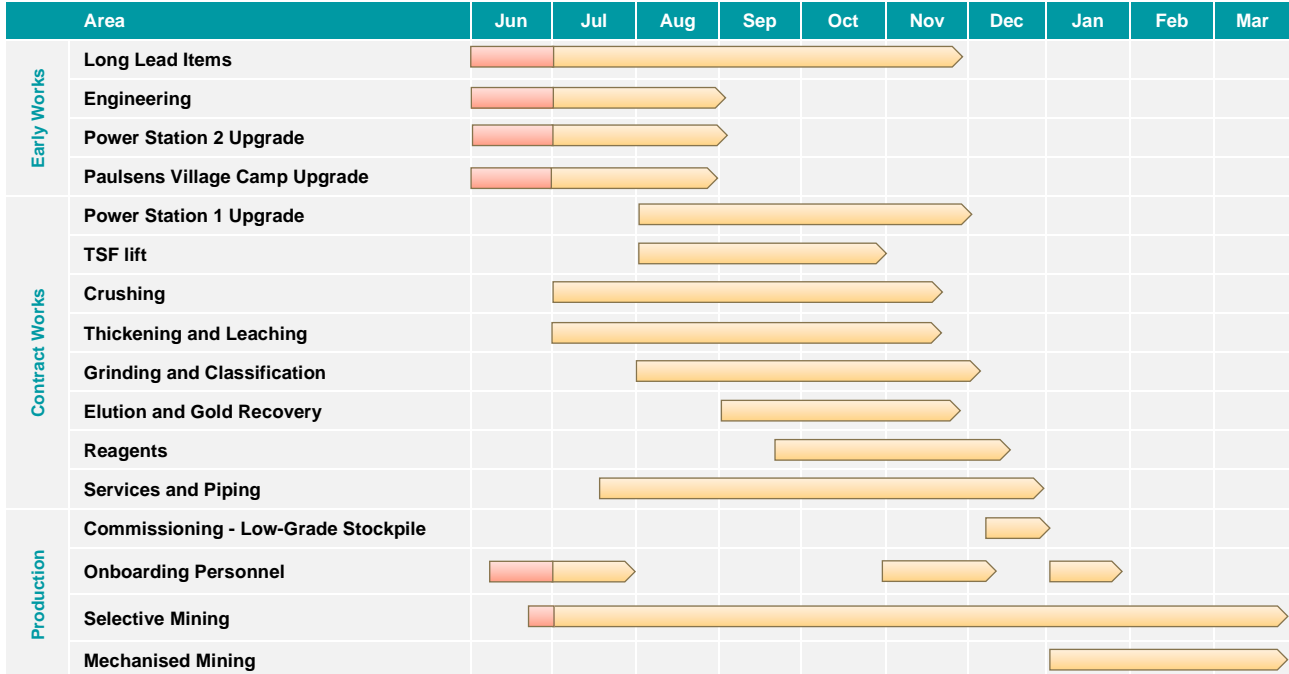 Area Jun Jul Aug Sep Oct Nov Dec Jan Feb Mar
Early Works
Long Lead Items
Engineering
Power Station 2 Upgrade
Paulsens Village Camp Upgrade
Contract Works
Power Station 1 Upgrade
TSF lift
Crushing
Thickening and Leaching
Grinding and Classification
Elution and Gold Recovery
Reagents
Services and Piping
Production
Commissioning - Low-Grade Stockpile
Onboarding Personnel
Selective Mining
Mechanised Mining